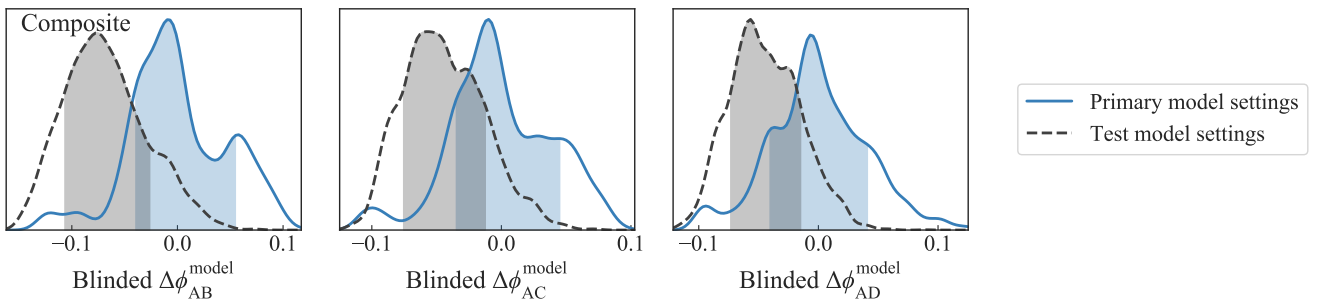 Composite
−0.1 0.0 0.1
Blinded Δϕ^model_AB
−0.1 0.0 0.1
Blinded Δϕ^model_AC
−0.1 0.0 0.1
Blinded Δϕ^model_AD
Primary model settings
Test model settings